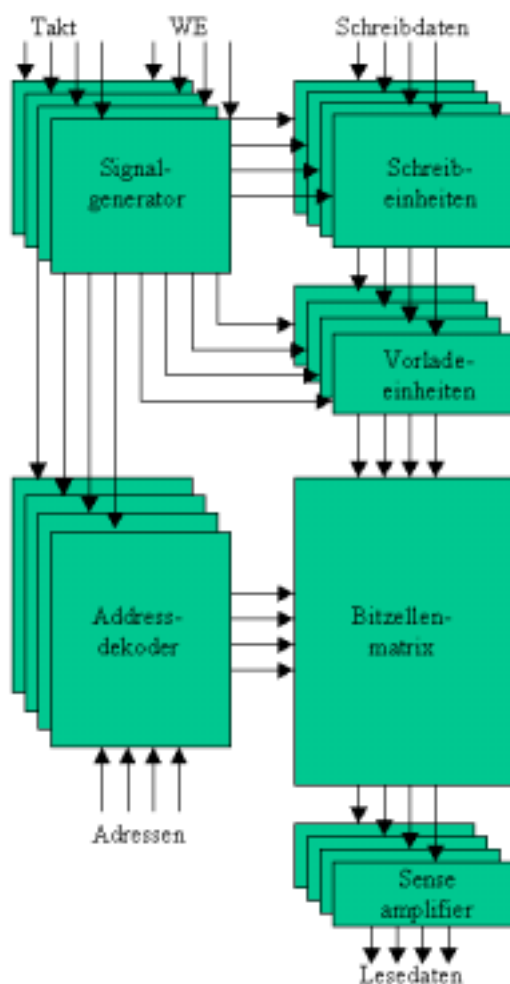 Takt WE Schreibdaten
Signal-
generator
Schreib-
einheiten
Vorlade-
einheiten
Address-
dekoder
Bitzellen-
matrix
Adressen
Sense
amplifier
Lesedaten